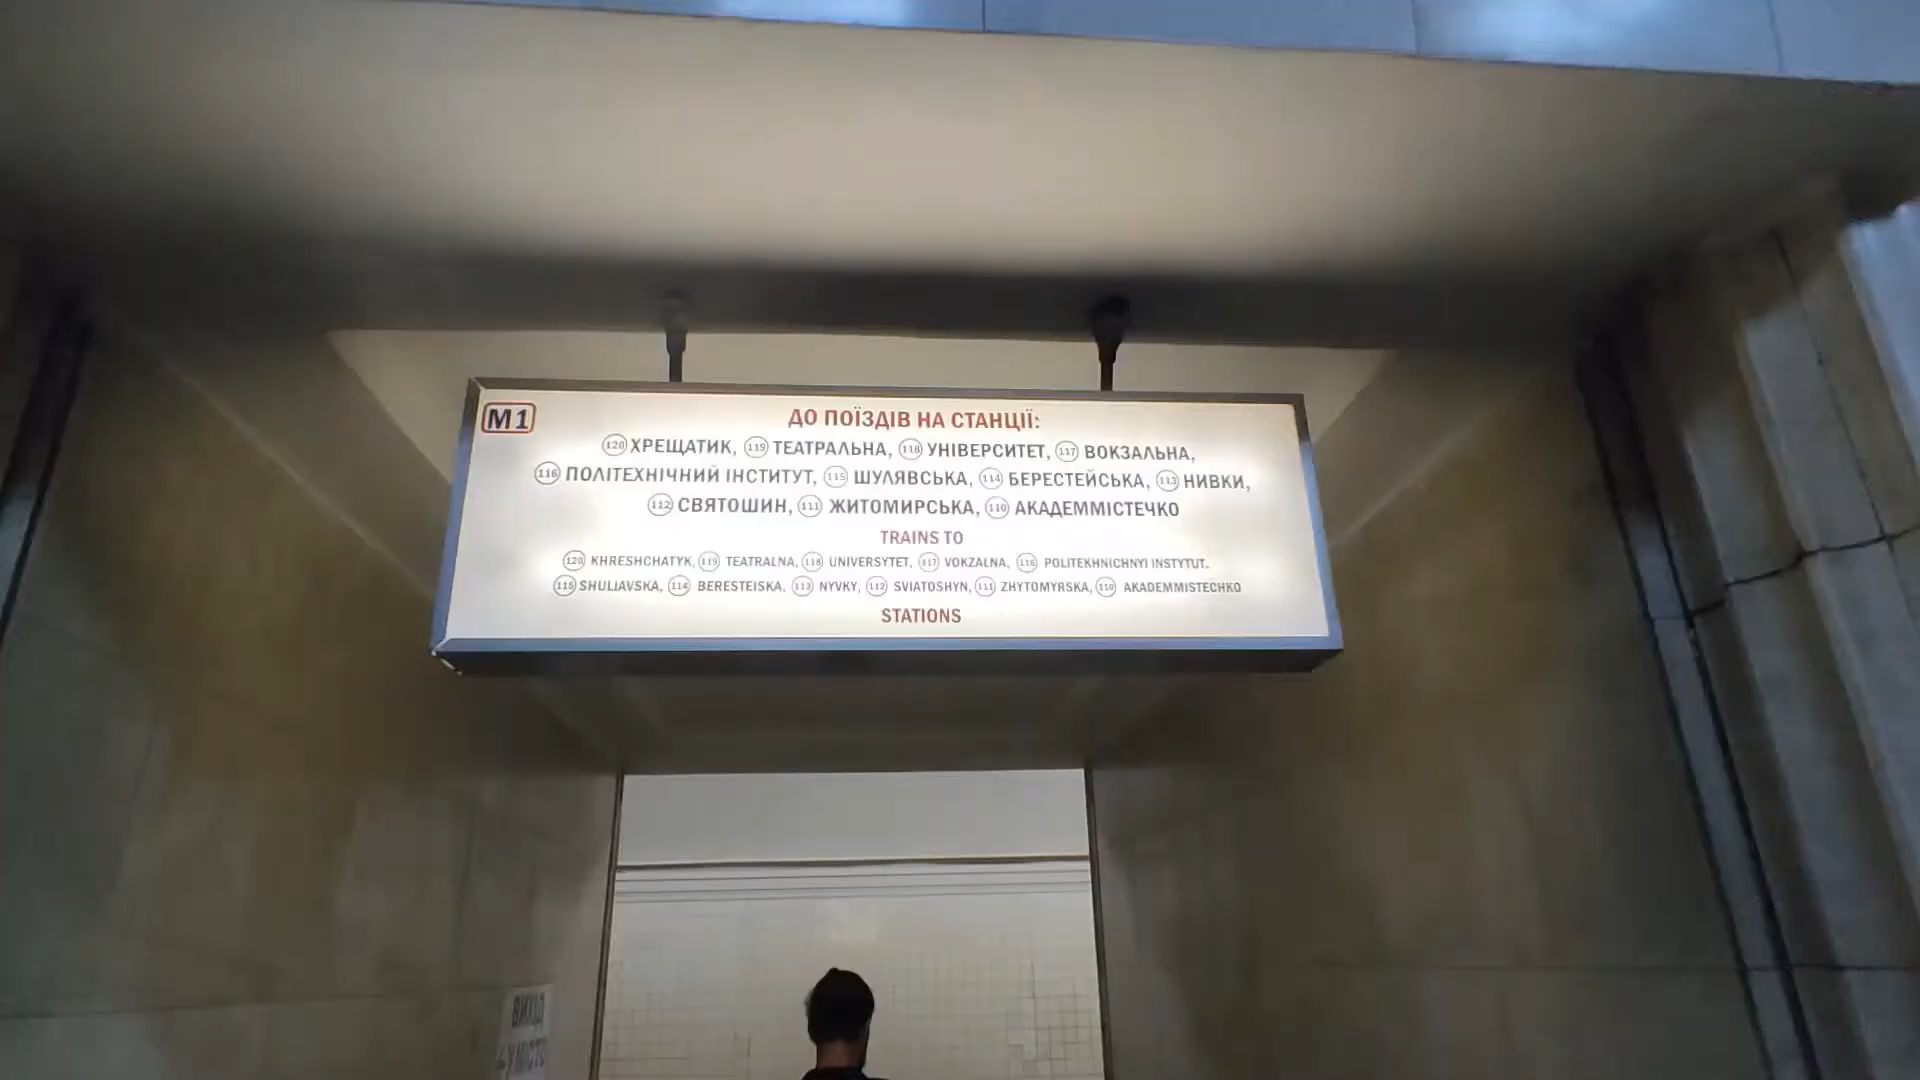 M1
ДО ПОЇЗДІВ НА СТАНЦІЇ:
120 ХРЕЩАТИК, 119 ТЕАТРАЛЬНА, 118 УНІВЕРСИТЕТ, 117 ВОКЗАЛЬНА,
116 ПОЛІТЕХНІЧНИЙ ІНСТИТУТ, 115 ШУЛЯВСЬКА, 114 БЕРЕСТЕЙСЬКА, 113 НИВКИ,
112 СВЯТОШИН, 111 ЖИТОМИРСЬКА, 110 АКАДЕММІСТЕЧКО
TRAINS TO
120 KHRESHCHATYK, 119 TEATRALNA, 118 UNIVERSYTET, 117 VOKZALNA, 116 POLITEKHNICHNYI INSTYTUT,
115 SHULIAVSKA, 114 BERESTEISKA, 113 NYVKY, 112 SVIATOSHYN, 111 ZHYTOMYRSKA, 110 AKADEMMISTECHKO
STATIONS
ВИХІД
У МІСТО